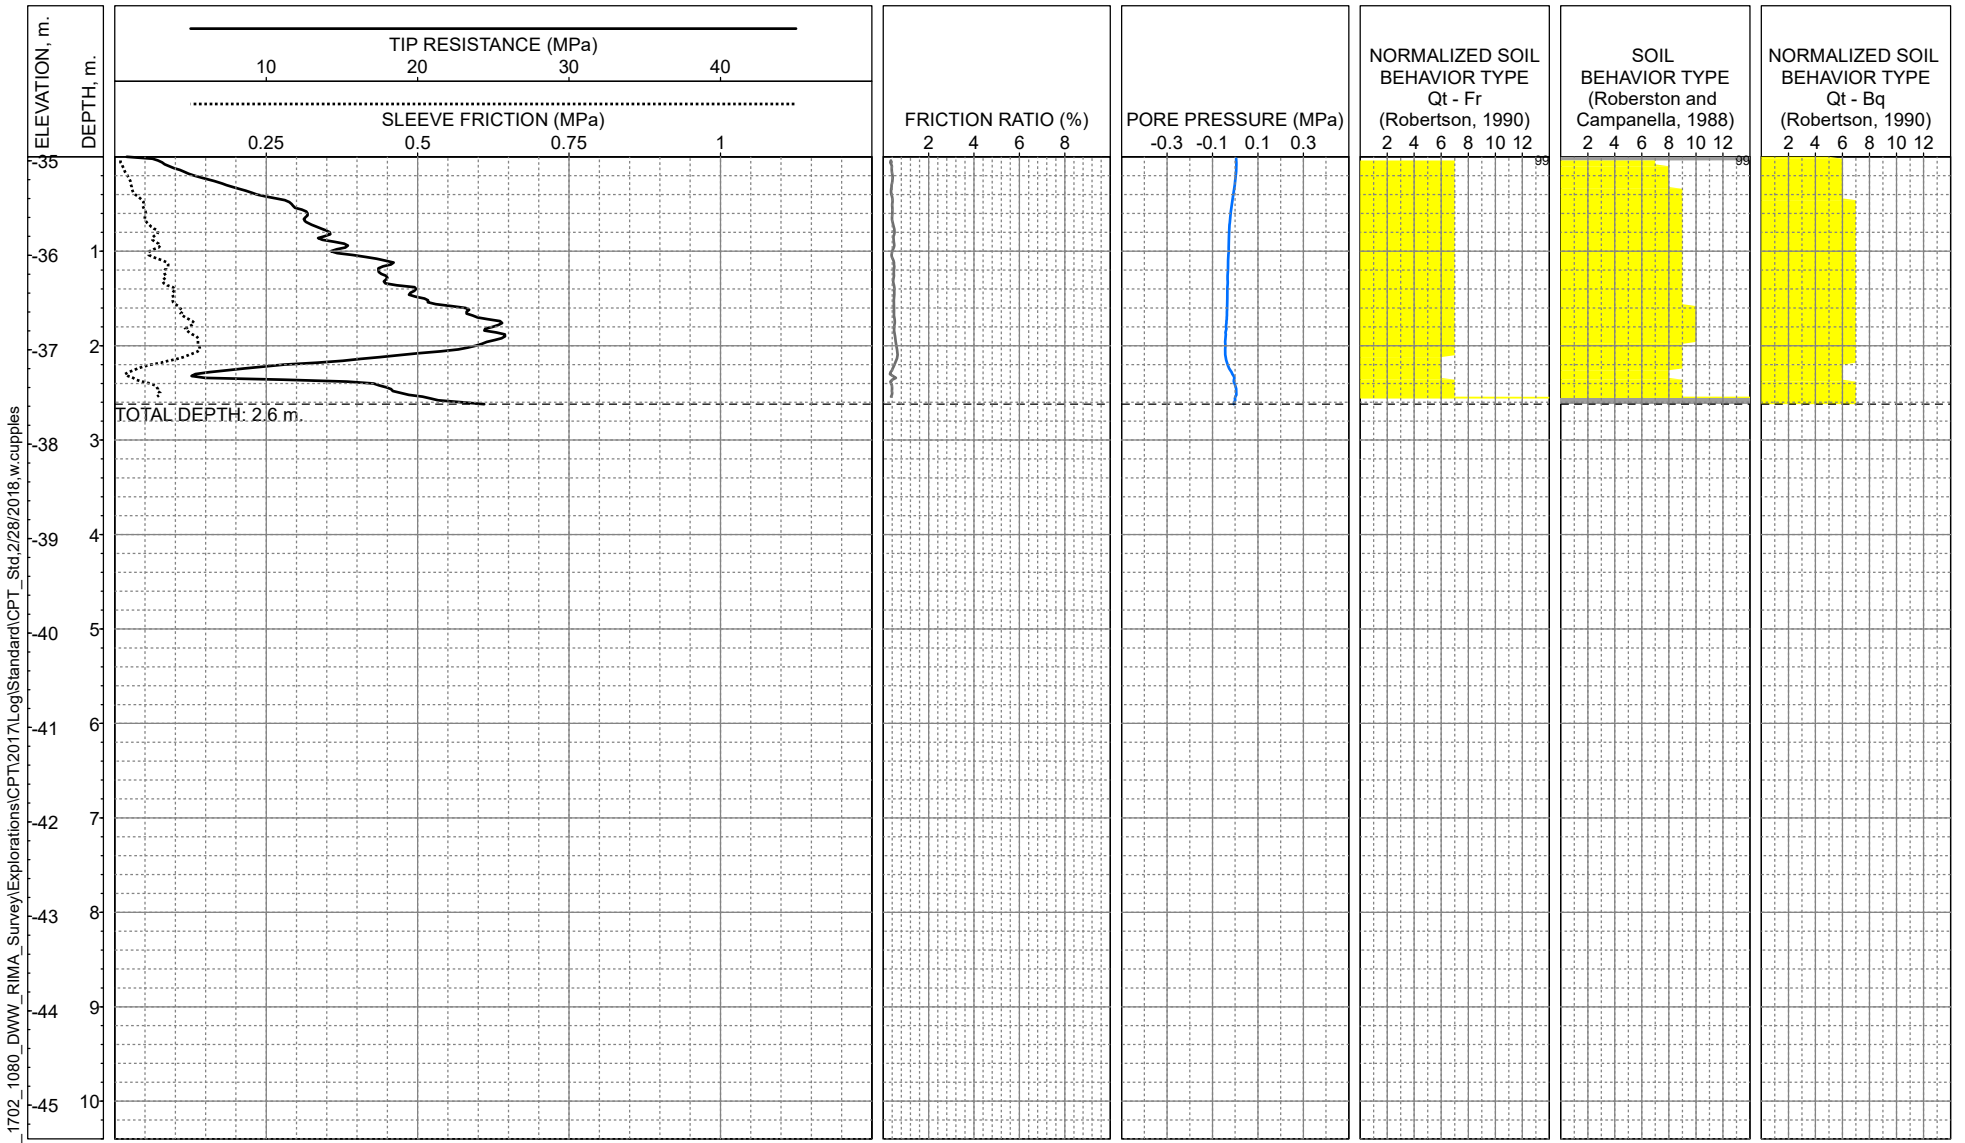 ELEVATION, m.
DEPTH, m.
TIP RESISTANCE (MPa)
10 20 30 40
SLEEVE FRICTION (MPa)
0.25 0.5 0.75 1
FRICTION RATIO (%)
2 4 6 8
PORE PRESSURE (MPa)
-0.3 -0.1 0.1 0.3
NORMALIZED SOIL
BEHAVIOR TYPE
Qt - Fr
(Robertson, 1990)
2 4 6 8 10 12
99
SOIL
BEHAVIOR TYPE
(Roberston and
Campanella, 1988)
2 4 6 8 10 12
99
NORMALIZED SOIL
BEHAVIOR TYPE
Qt - Bq
(Robertson, 1990)
2 4 6 8 10 12
-35
1
-36
2
-37
TOTAL DEPTH: 2.6 m.
3
-38
4
-39
5
-40
6
-41
7
-42
8
-43
9
-44
10
-45
_1702_1080_DWW_RIMA_Survey\Explorations\CPT\2017\Log\Standard\CPT_Std,2/28/2018,w.cupples